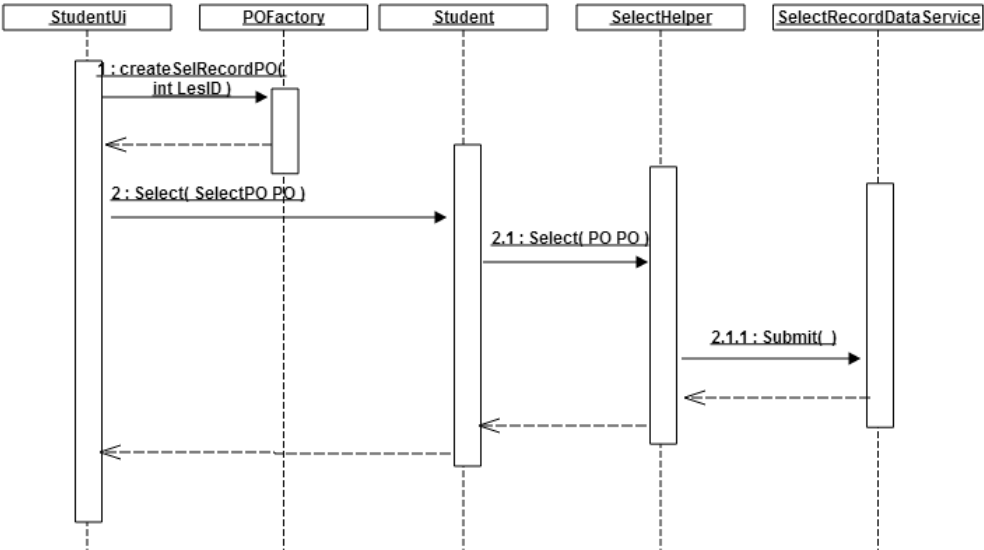 StudentUi
POFactory
Student
SelectHelper
SelectRecordDataService
1 : createSelRecordPO(
int LesID )
2 : Select( SelectPO PO )
2.1 : Select( PO PO )
2.1.1 : Submit( )